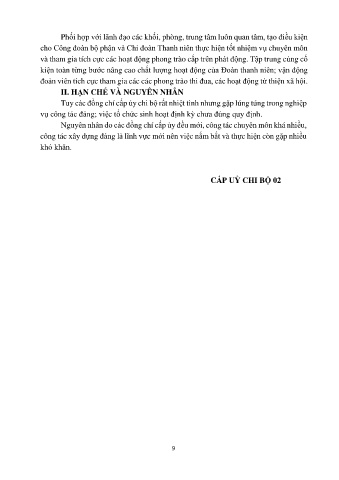 Phối hợp với lãnh đạo các khối, phòng, trung tâm luôn quan tâm, tạo điều kiện
cho Công đoàn bộ phận và Chi đoàn Thanh niên thực hiện tốt nhiệm vụ chuyên môn
và tham gia tích cực các hoạt động phong trào cấp trên phát động. Tập trung củng cố
kiện toàn từng bước nâng cao chất lượng hoạt động của Đoàn thanh niên; vận động
đoàn viên tích cực tham gia các các phong trào thi đua, các hoạt động từ thiện xã hội.
II. HẠN CHẾ VÀ NGUYÊN NHÂN
Tuy các đồng chí cấp ủy chi bộ rất nhiệt tình nhưng gặp lúng túng trong nghiệp
vụ công tác đảng; việc tổ chức sinh hoạt định kỳ chưa đúng quy định.
Nguyên nhân do các đồng chí cấp ủy đều mới, công tác chuyên môn khá nhiều,
công tác xây dựng đảng là lĩnh vực mới nên việc nắm bắt và thực hiện còn gặp nhiều
khó khăn.
CẤP UỶ CHI BỘ 02
9